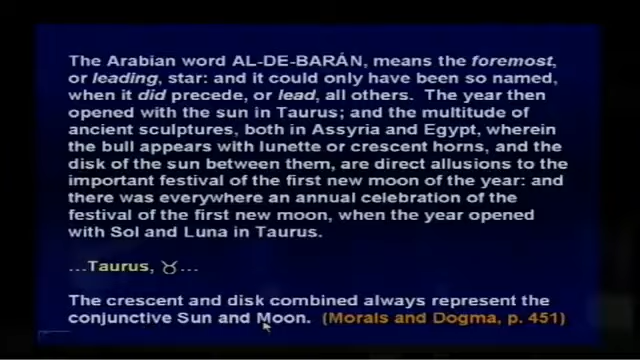 The Arabian word AL-DE-BARÁN, means the foremost,
or leading, star: and it could only have been so named,
when it did precede, or lead, all others. The year then
opened with the sun in Taurus; and the multitude of
ancient sculptures, both in Assyria and Egypt, wherein
the bull appears with lunette or crescent horns, and the
disk of the sun between them, are direct allusions to the
important festival of the first new moon of the year: and
there was everywhere an annual celebration of the
festival of the first new moon, when the year opened
with Sol and Luna in Taurus.
...Taurus, ♉...
The crescent and disk combined always represent the
conjunctive Sun and Moon. (Morals and Dogma, p. 451)